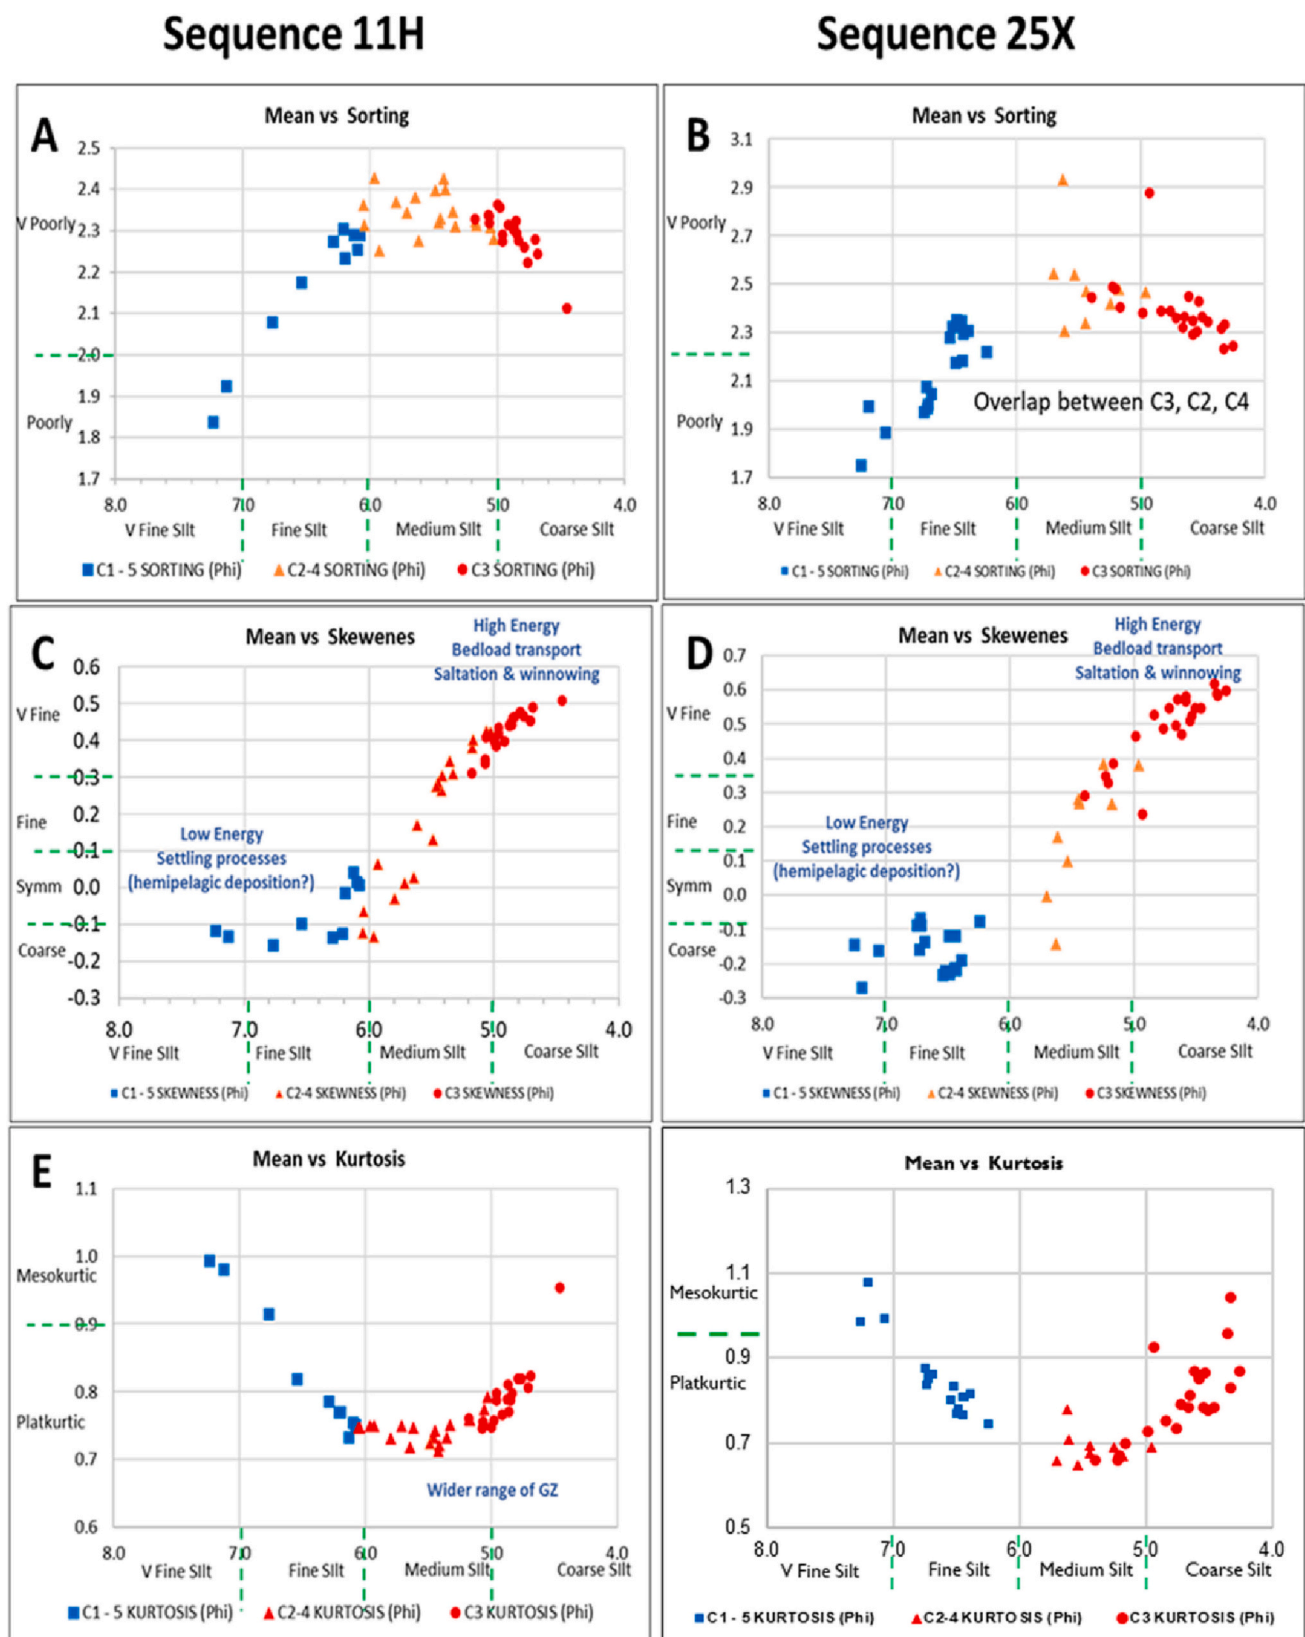 Sequence 11H
Sequence 25X
A
Mean vs Sorting
2.5
2.4
2.3
2.2
2.1
2.0
1.9
1.8
1.7
V Poorly
Poorly
8.0
7.0
6.0
5.0
4.0
V Fine SIlt
Fine SIlt
Medium SIlt
Coarse SIlt
C1 - 5 SORTING (Phi)
C2-4 SORTING (Phi)
C3 SORTING (Phi)
B
Mean vs Sorting
3.1
2.9
2.7
2.5
2.3
2.1
1.9
1.7
V Poorly
Poorly
Overlap between C3, C2, C4
8.0
7.0
6.0
5.0
4.0
V Fine SIlt
Fine SIlt
Medium SIlt
Coarse SIlt
C1 - 5 SORTING (Phi)
C2-4 SORTING (Phi)
C3 SORTING (Phi)
C
Mean vs Skewenes
High Energy
Bedload transport
Saltation & winnowing
0.6
0.5
0.4
0.3
0.2
0.1
0.0
-0.1
-0.2
-0.3
V Fine
Fine
Symm
Coarse
Low Energy
Settling processes
(hemipelagic deposition?)
8.0
7.0
6.0
5.0
4.0
V Fine SIlt
Fine SIlt
Medium SIlt
Coarse SIlt
C1 - 5 SKEWNESS (Phi)
C2-4 SKEWNESS (Phi)
C3 SKEWNESS (Phi)
D
Mean vs Skewenes
High Energy
Bedload transport
Saltation & winnowing
0.7
0.6
0.5
0.4
0.3
0.2
0.1
0.0
-0.1
-0.2
-0.3
V Fine
Fine
Symm
Coarse
Low Energy
Settling processes
(hemipelagic deposition?)
8.0
7.0
6.0
5.0
4.0
V Fine SIlt
Fine SIlt
Medium SIlt
Coarse SIlt
C1 - 5 SKEWNESS (Phi)
C2-4 SKEWNESS (Phi)
C3 SKEWNESS (Phi)
E
Mean vs Kurtosis
1.1
1.0
0.9
0.8
0.7
0.6
Mesokurtic
Platkurtic
Wider range of GZ
8.0
7.0
6.0
5.0
4.0
V Fine SIlt
Fine SIlt
Medium SIlt
Coarse SIlt
C1 - 5 KURTOSIS (Phi)
C2-4 KURTOSIS (Phi)
C3 KURTOSIS (Phi)
Mean vs Kurtosis
1.3
1.1
0.9
0.7
0.5
Mesokurtic
Platkurtic
8.0
7.0
6.0
5.0
4.0
V Fine Silt
Fine Silt
Medium Silt
Coarse Silt
C1 - 5 KURTOSIS (Phi)
C2-4 KURTOSIS (Phi)
C3 KURTOSIS (Phi)